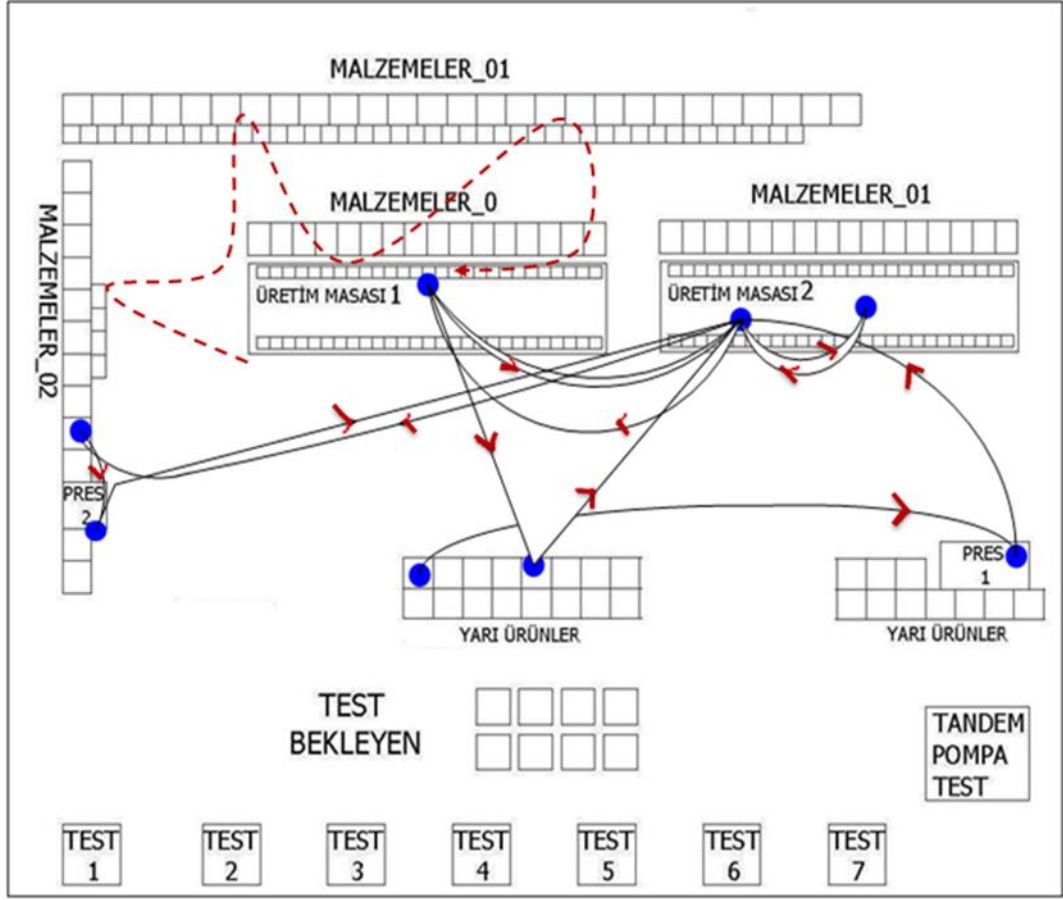 MALZEMELER_01
MALZEMELER_0
MALZEMELER_01
MALZEMELER_02
ÜRETİM MASASI 1
ÜRETİM MASASI 2
PRES
2
PRES
1
YARI ÜRÜNLER
YARI ÜRÜNLER
TEST
BEKLEYEN
TANDEM
POMPA
TEST
TEST
1
TEST
2
TEST
3
TEST
4
TEST
5
TEST
6
TEST
7